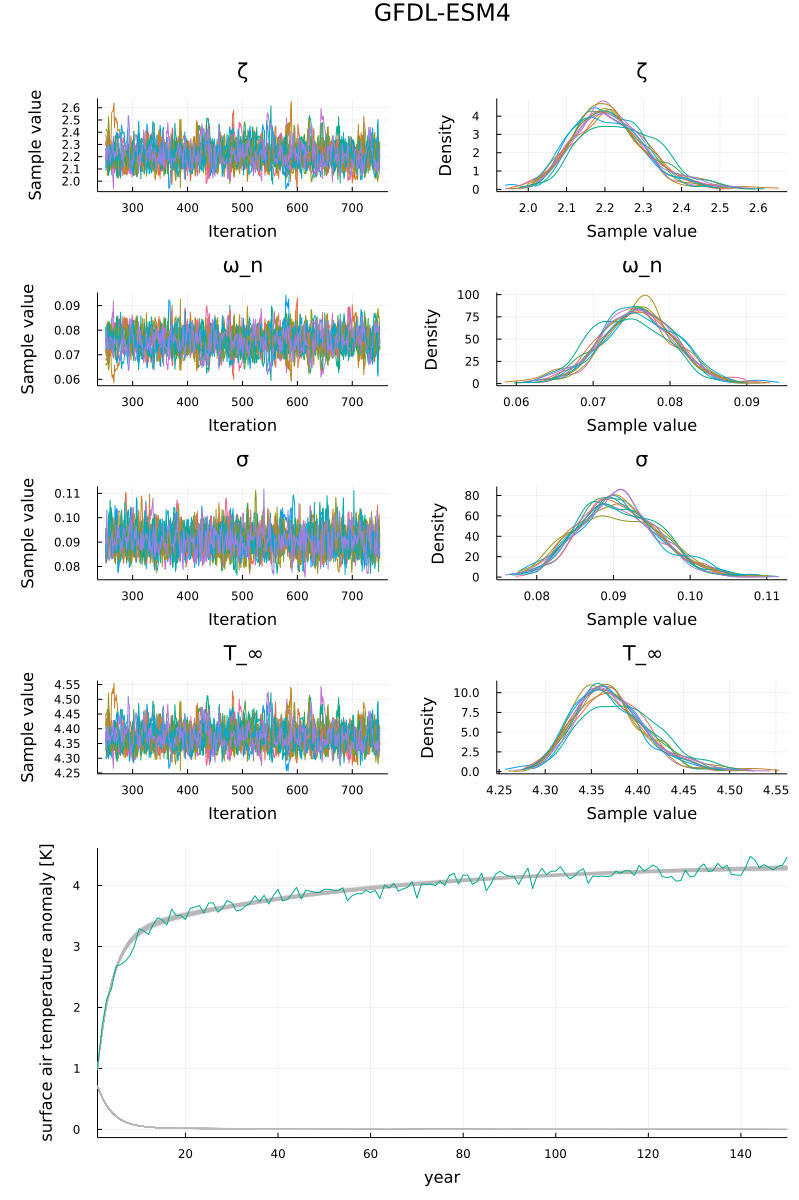 GFDL-ESM4
ζ
ζ
Sample value
2.6
2.5
2.4
2.3
2.2
2.1
2.0
300 400 500 600 700
Iteration
Density
4
3
2
1
0
2.0 2.1 2.2 2.3 2.4 2.5 2.6
Sample value
ω_n
ω_n
Sample value
0.09
0.08
0.07
0.06
300 400 500 600 700
Iteration
Density
100
75
50
25
0
0.06 0.07 0.08 0.09
Sample value
σ
σ
Sample value
0.11
0.10
0.09
0.08
300 400 500 600 700
Iteration
Density
80
60
40
20
0
0.08 0.09 0.10 0.11
Sample value
T_∞
T_∞
Sample value
4.55
4.50
4.45
4.40
4.35
4.30
4.25
300 400 500 600 700
Iteration
Density
10.0
7.5
5.0
2.5
0.0
4.25 4.30 4.35 4.40 4.45 4.50 4.55
Sample value
surface air temperature anomaly [K]
4
3
2
1
0
20 40 60 80 100 120 140
year